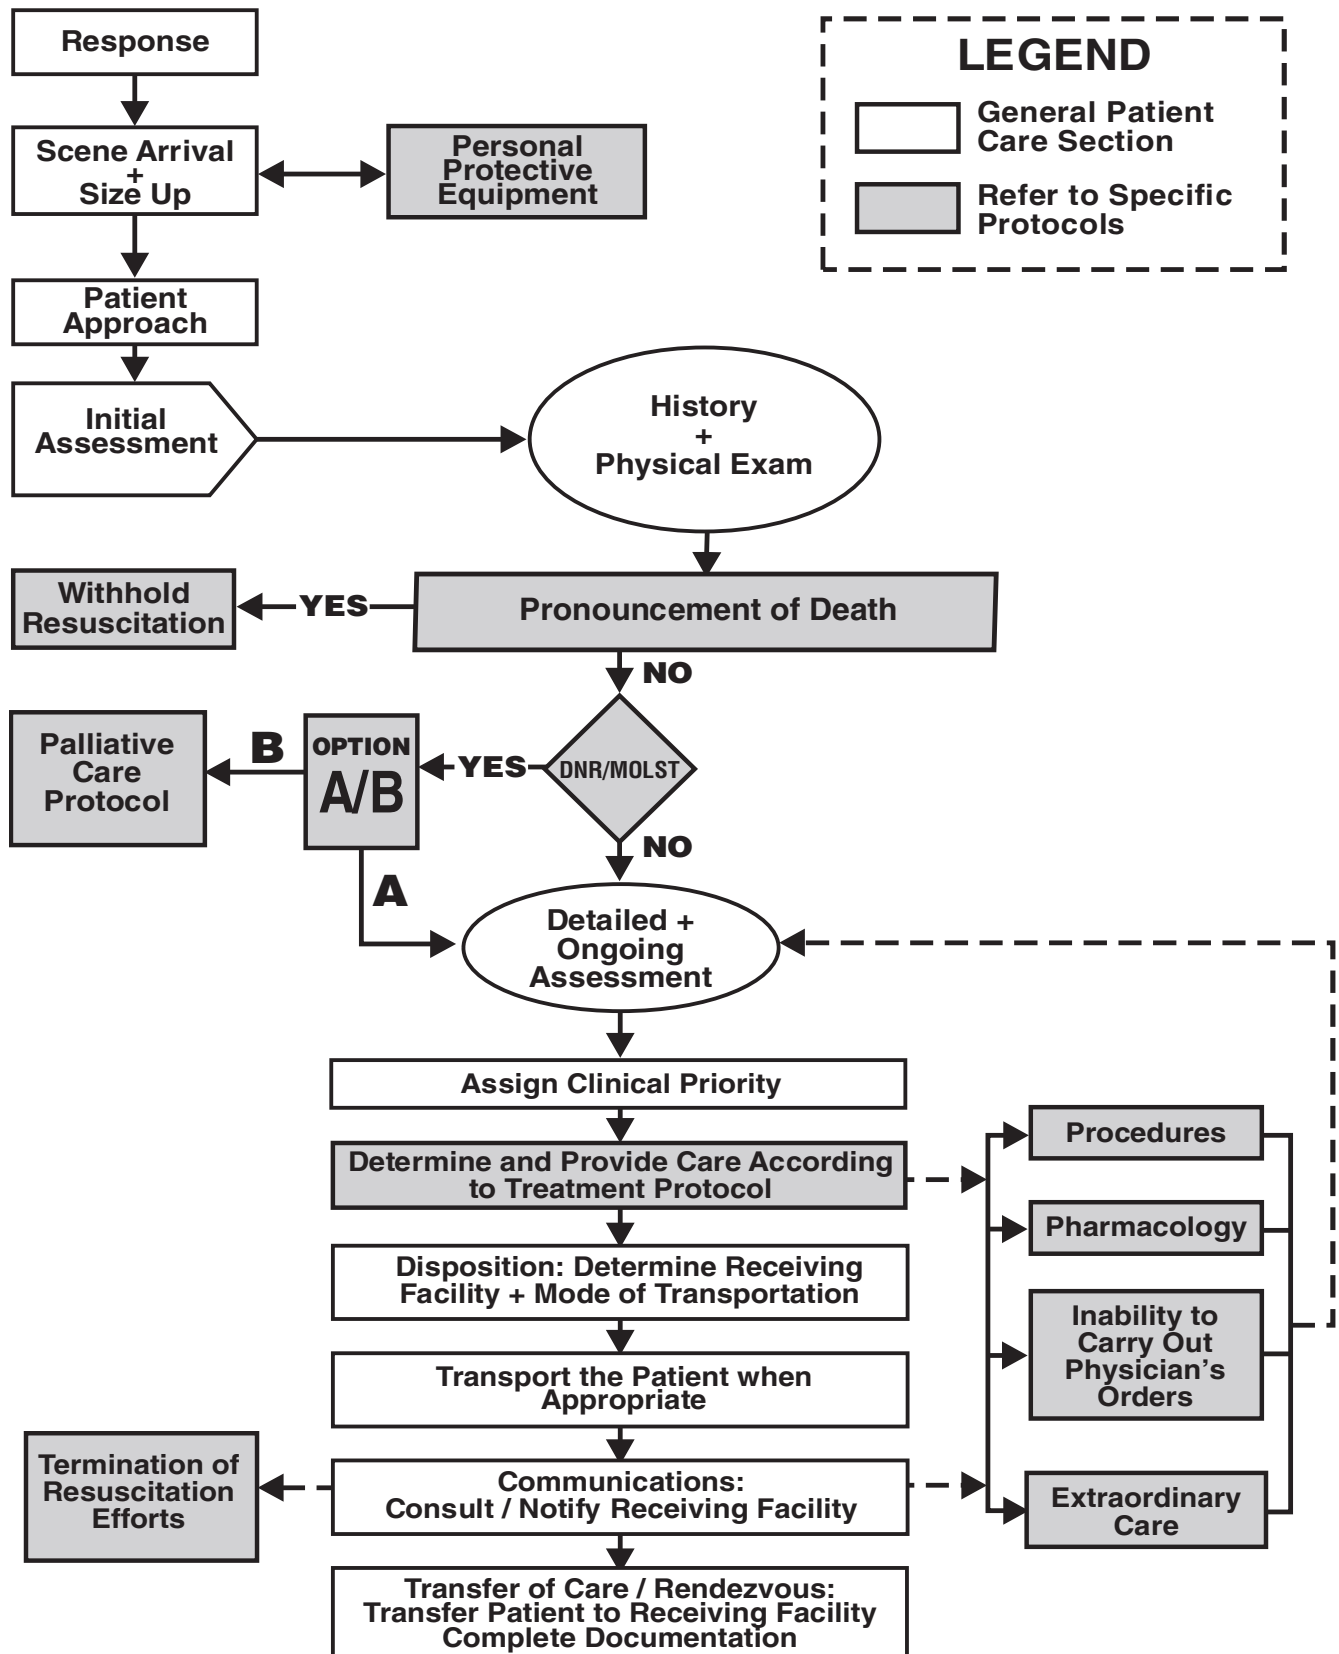 Response
LEGEND
General Patient
Care Section
Refer to Specific
Protocols
Scene Arrival
+
Size Up
Personal
Protective
Equipment
Patient
Approach
Initial
Assessment
History
+
Physical Exam
Withhold
Resuscitation
YES
Pronouncement of Death
NO
Palliative
Care
Protocol
B
OPTION
A/B
YES
DNR/MOLST
NO
A
Detailed +
Ongoing
Assessment
Assign Clinical Priority
Determine and Provide Care According
to Treatment Protocol
Procedures
Pharmacology
Inability to
Carry Out
Physician's
Orders
Extraordinary
Care
Disposition: Determine Receiving
Facility + Mode of Transportation
Transport the Patient when
Appropriate
Termination of
Resuscitation
Efforts
Communications:
Consult / Notify Receiving Facility
Transfer of Care / Rendezvous:
Transfer Patient to Receiving Facility
Complete Documentation